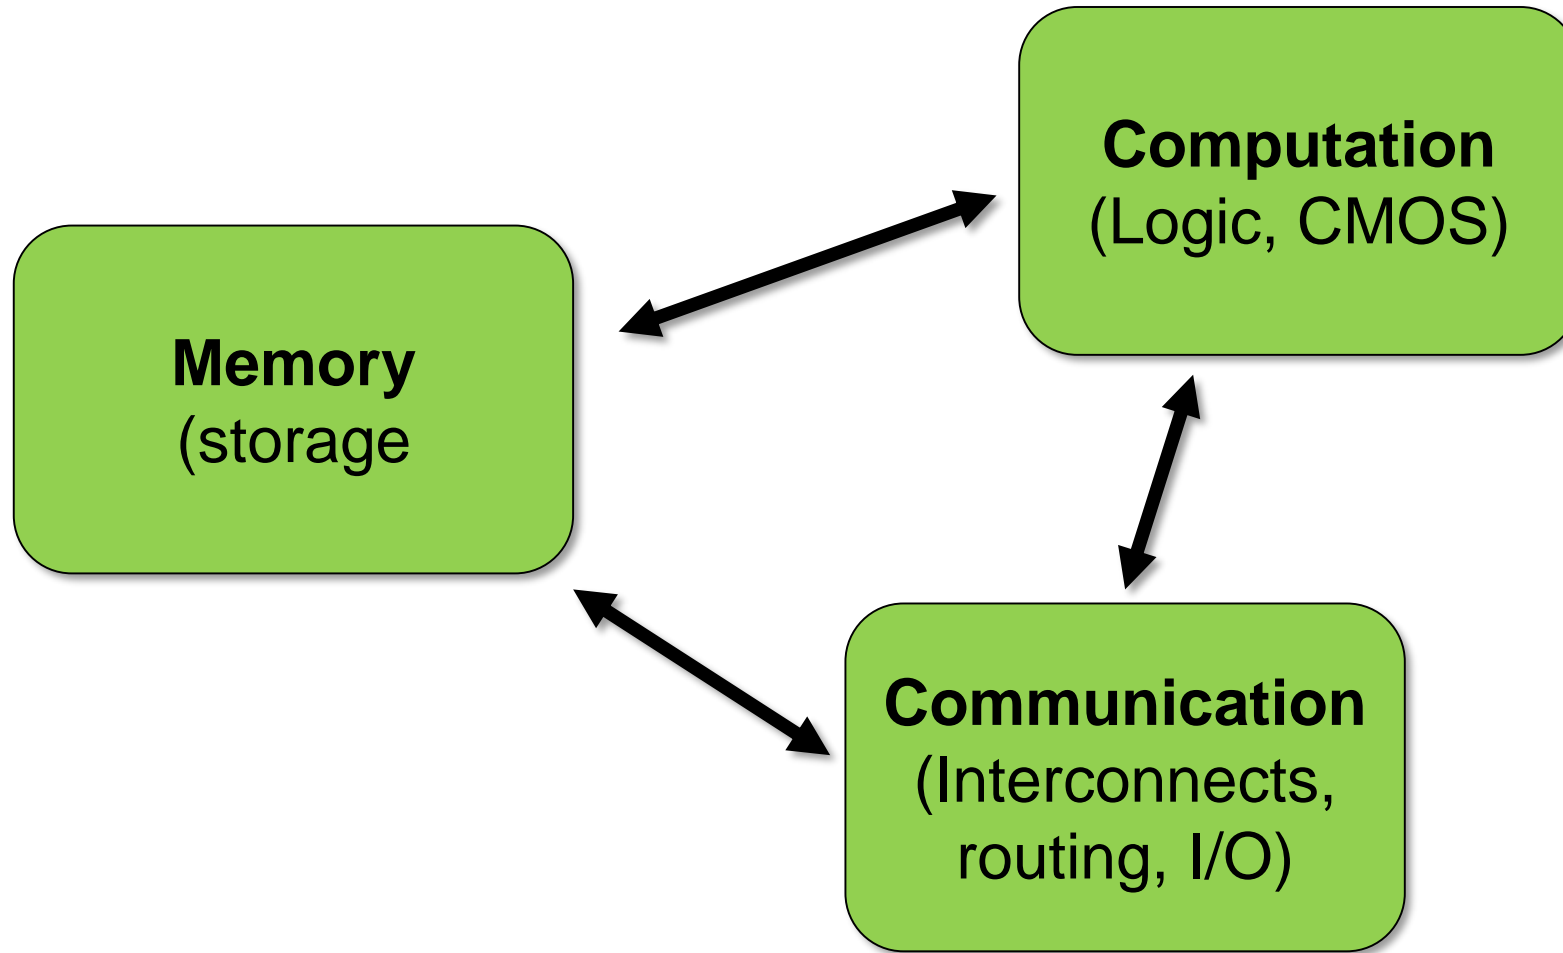 Computation
(Logic, CMOS)
Memory
(storage
Communication
(Interconnects,
routing, I/O)